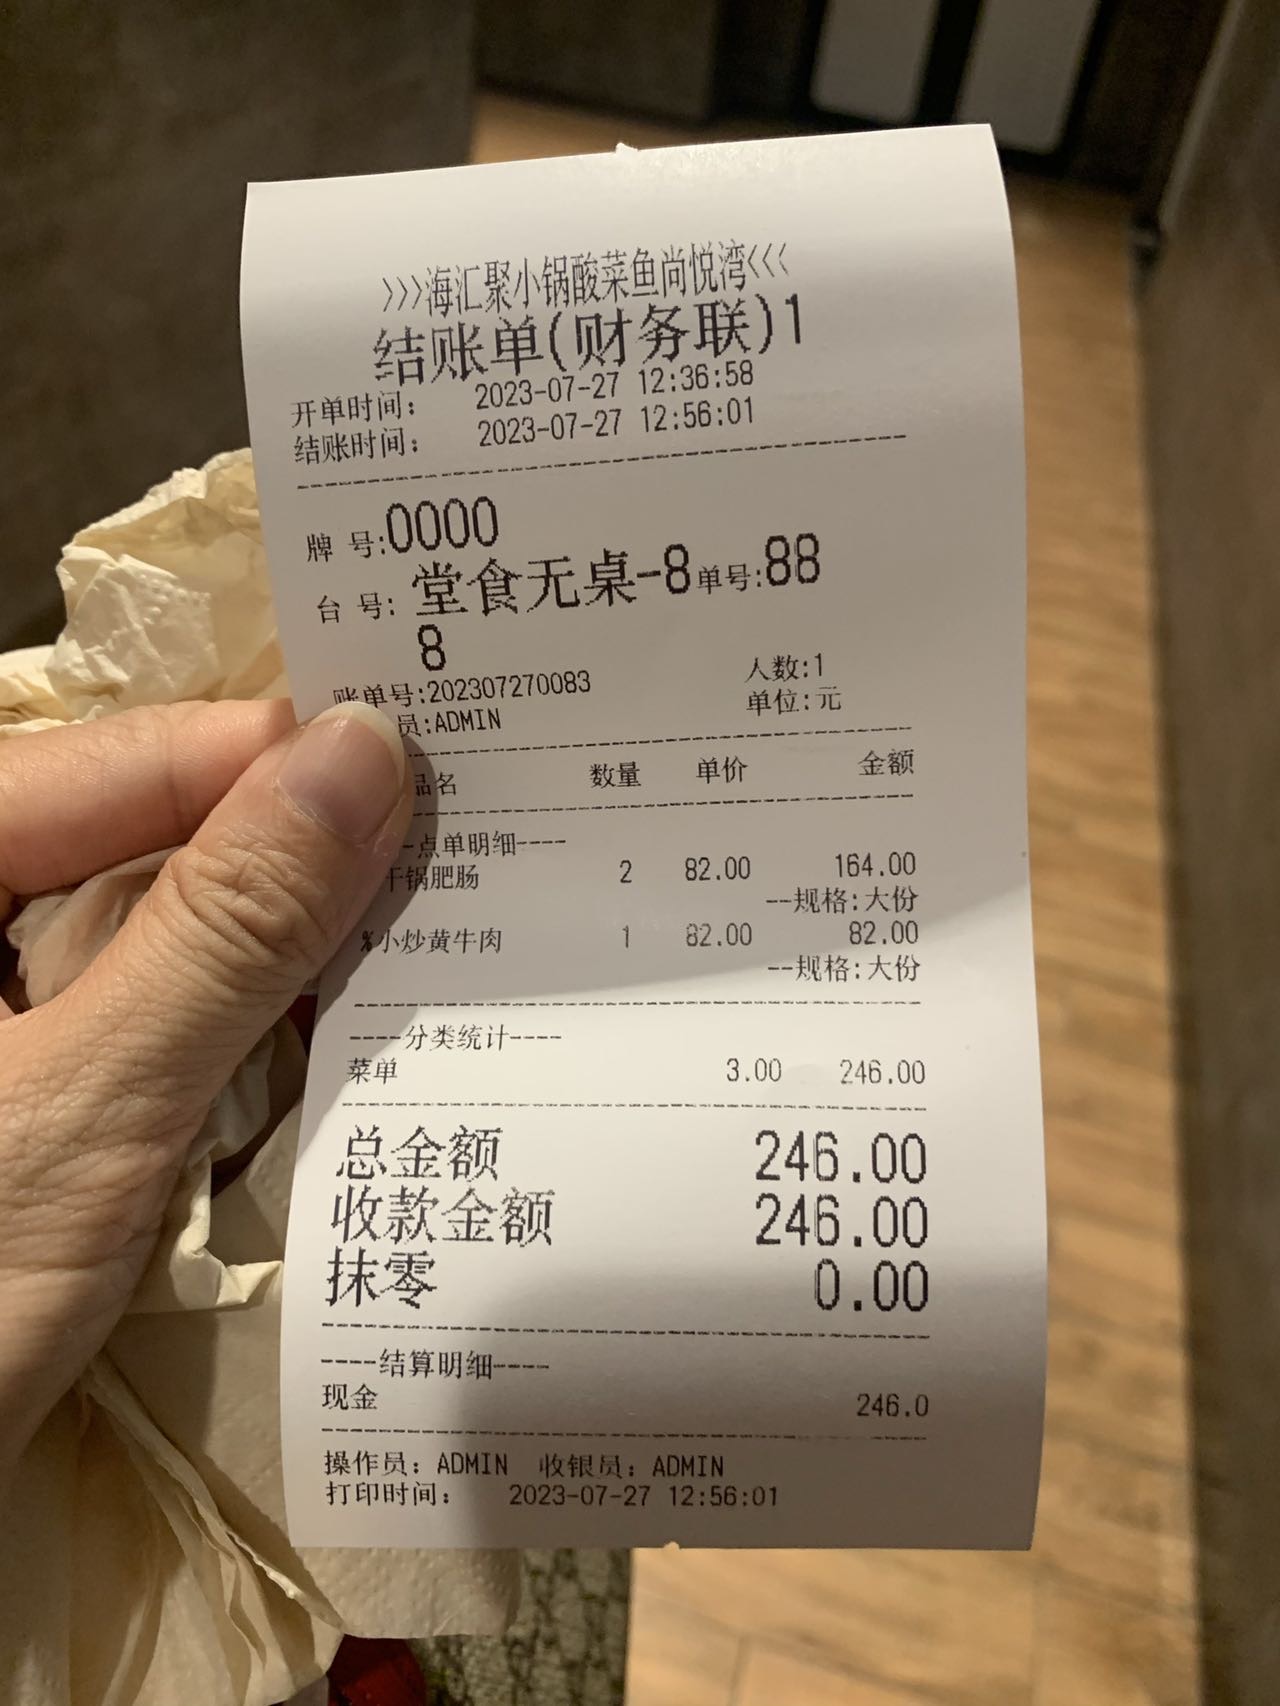 >>>海汇聚小锅酸菜鱼尚悦湾<<<
结账单(财务联)1
开单时间: 2023-07-27 12:36:58
结账时间: 2023-07-27 12:56:01
牌 号:0000
台 号: 堂食无桌-8 单号:88
8
账单号:202307270083 人数:1
员:ADMIN 单位:元
品名 数量 单价 金额
-点单明细----
干锅肥肠 2 82.00 164.00
--规格:大份
%小炒黄牛肉 1 82.00 82.00
--规格:大份
----分类统计----
菜单 3.00 246.00
总金额 246.00
收款金额 246.00
抹零 0.00
----结算明细----
现金 246.0
操作员: ADMIN 收银员: ADMIN
打印时间: 2023-07-27 12:56:01